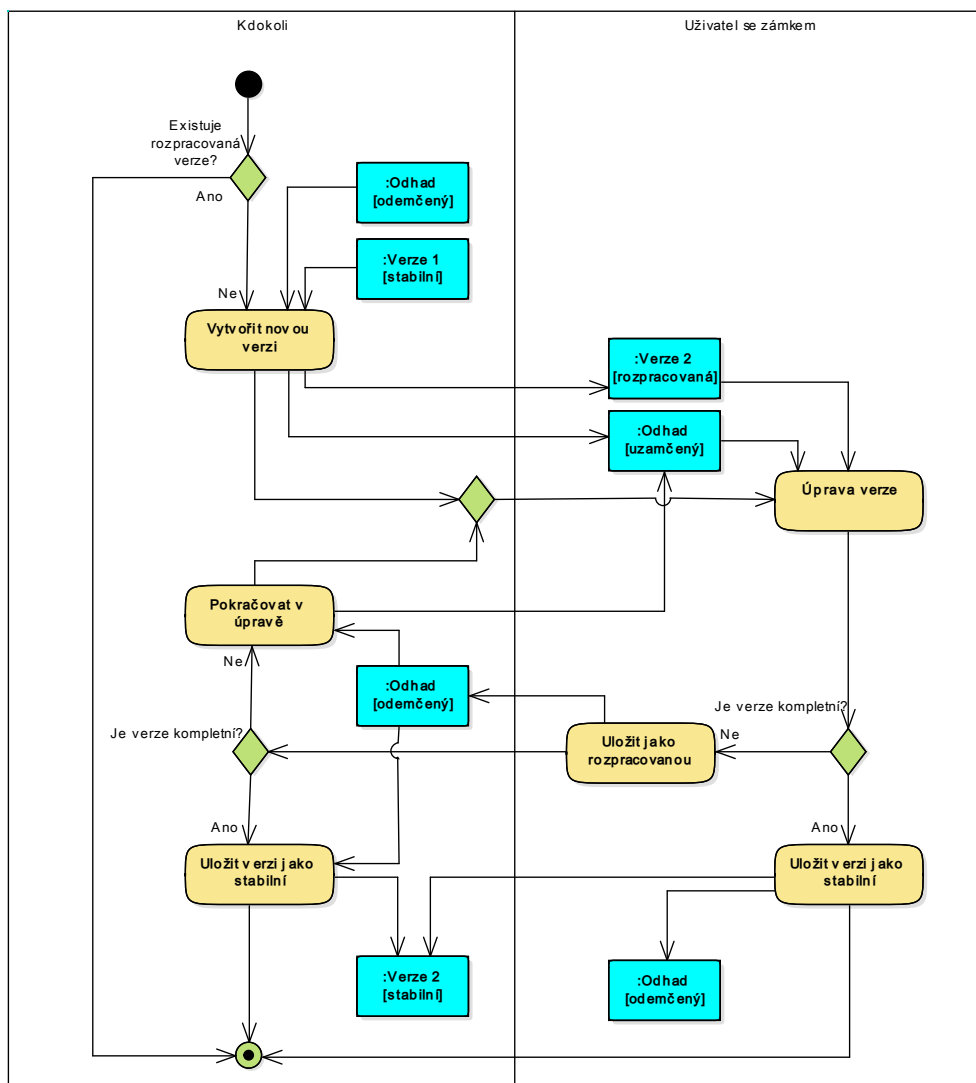 Kdokoli
Uživatel se zámkem
Existuje
rozpracovaná
verze?
Ano
:Odhad
[odemčený]
:Verze 1
[stabilní]
Ne
Vytvořit novou
verzi
:Verze 2
[rozpracovaná]
:Odhad
[uzamčený]
Úprava verze
Pokračovat v
úpravě
Ne
:Odhad
[odemčený]
Je verze kompletní?
Je verze kompletní?
Uložit jako
rozpracovanou
Ne
Ano
Ano
Uložit verzi jako
stabilní
Uložit verzi jako
stabilní
:Verze 2
[stabilní]
:Odhad
[odemčený]